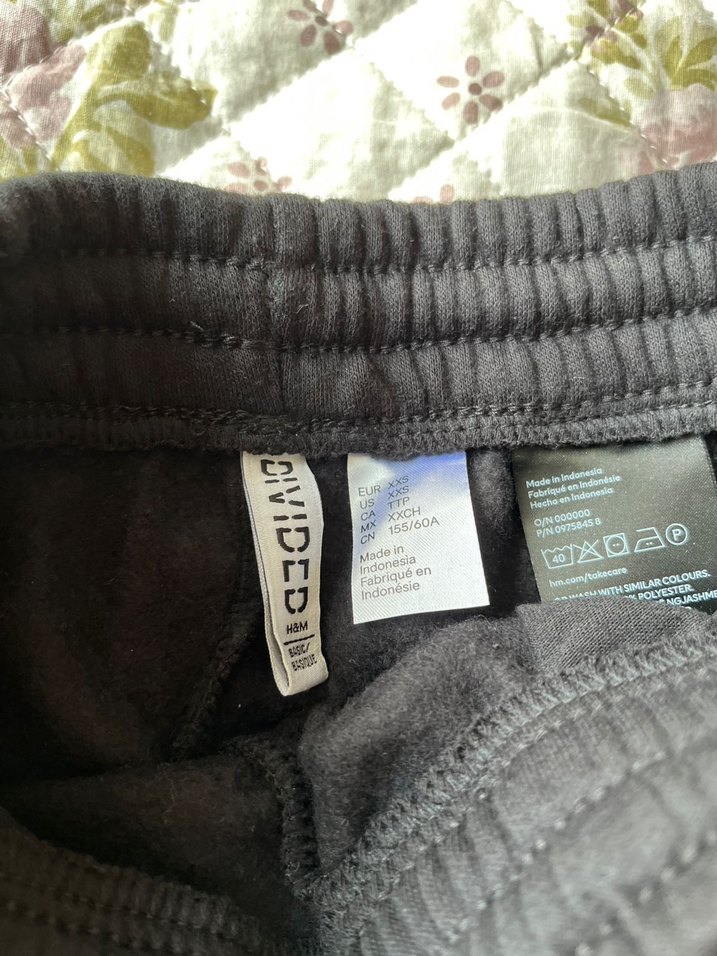 DIVIDED
H&M
BASIC/
BASIQUE
EUR XXS
US XXS
CA TTP
MX XXCH
CN 155/60A
Made in
Indonesia
Fabriqué en
Indonésie
Made in Indonesia
Fabriqué en Indonésie
Hecho en Indonesia
O/N 000000
P/N 0975845 8
40 P
hm.com/takecare
WASH WITH SIMILAR COLOURS.
% POLYESTER